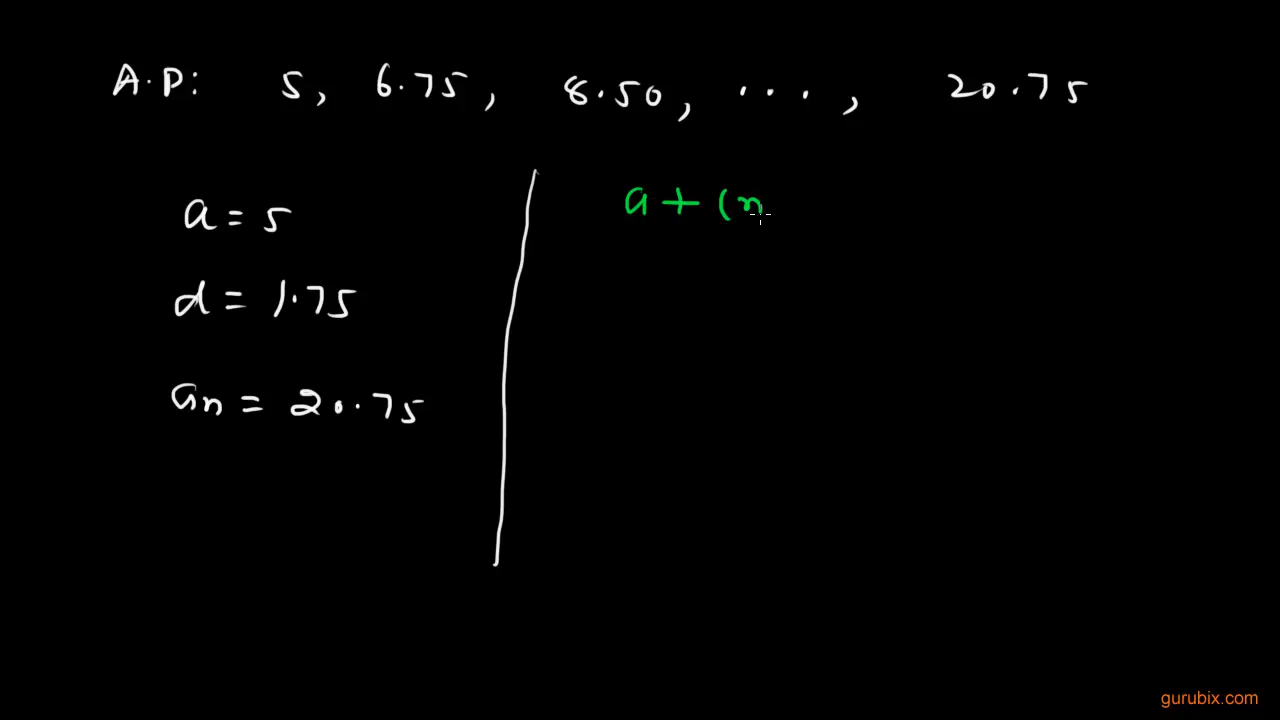 A.P: 5, 6.75, 8.50, ..., 20.75
a = 5
d = 1.75
an = 20.75
a + (n
gurubix.com